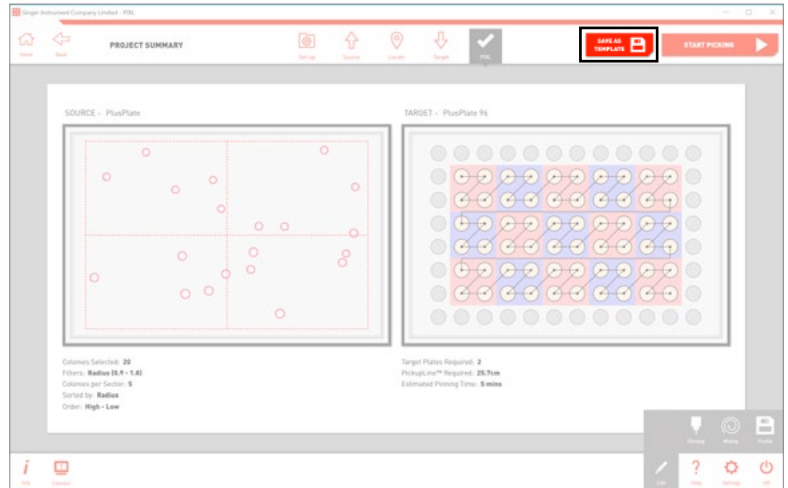 Singer Instrument Company Limited - PIXL
Home
Back
PROJECT SUMMARY
Set up
Source
Locate
Target
PIXL
SAVE AS
TEMPLATE
START PICKING
SOURCE - PlusPlate
TARGET - PlusPlate 96
Colonies Selected: 20
Filters: Radius (0.9 - 1.8)
Colonies per Sector: 5
Sorted by: Radius
Order: High - Low
Target Plates Required: 2
PickupLine™ Required: 25.7cm
Estimated Pinning Time: 5 mins
Pinning
Mixing
Profile
Info
Connect
Edit
Help
Settings
Off